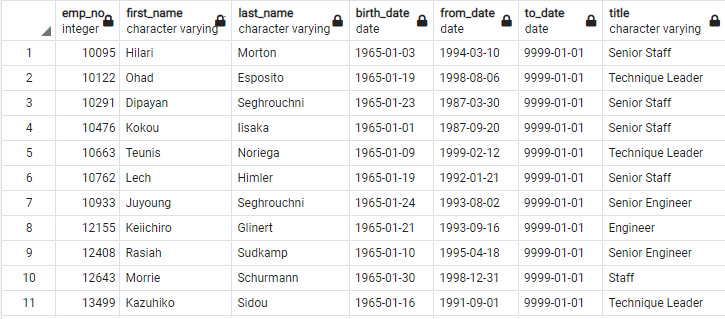 emp_no first_name last_name birth_date from_date to_date title
integer character varying character varying date date date character varying
1 10095 Hilari Morton 1965-01-03 1994-03-10 9999-01-01 Senior Staff
2 10122 Ohad Esposito 1965-01-19 1998-08-06 9999-01-01 Technique Leader
3 10291 Dipayan Seghrouchni 1965-01-23 1987-03-30 9999-01-01 Senior Staff
4 10476 Kokou Iisaka 1965-01-01 1987-09-20 9999-01-01 Senior Staff
5 10663 Teunis Noriega 1965-01-09 1999-02-12 9999-01-01 Technique Leader
6 10762 Lech Himler 1965-01-19 1992-01-21 9999-01-01 Senior Staff
7 10933 Juyoung Seghrouchni 1965-01-24 1993-08-02 9999-01-01 Senior Engineer
8 12155 Keiichiro Glinert 1965-01-21 1993-09-16 9999-01-01 Engineer
9 12408 Rasiah Sudkamp 1965-01-10 1995-04-18 9999-01-01 Senior Engineer
10 12643 Morrie Schurmann 1965-01-30 1998-12-31 9999-01-01 Staff
11 13499 Kazuhiko Sidou 1965-01-16 1991-09-01 9999-01-01 Technique Leader